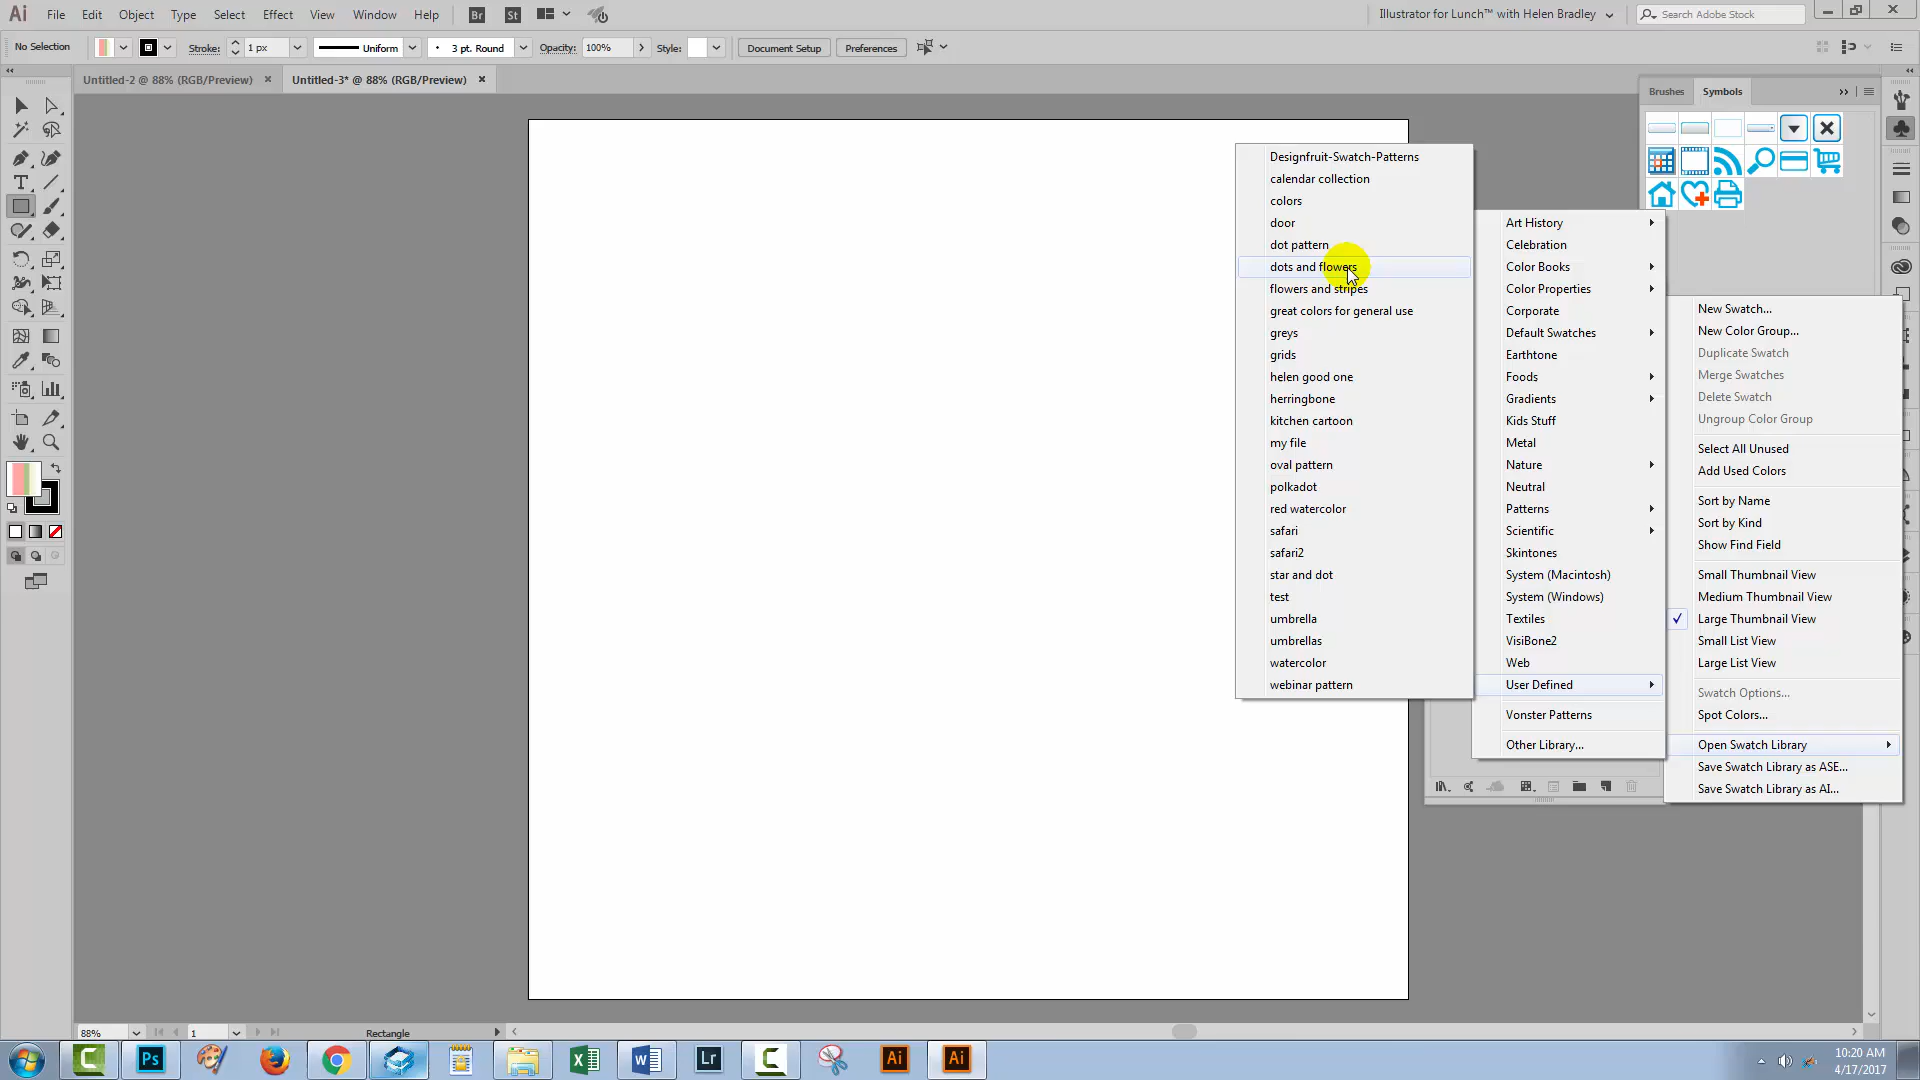 Ai File Edit Object Type Select Effect View Window Help Br St Illustrator for Lunch™ with Helen Bradley Search Adobe Stock
No Selection Stroke: 1 px Uniform 3 pt. Round Opacity: 100% Style: Document Setup Preferences
Untitled-2 @ 88% (RGB/Preview) Untitled-3* @ 88% (RGB/Preview)
Brushes Symbols
Designfruit-Swatch-Patterns
calendar collection
colors
door
dot pattern
dots and flowers
flowers and stripes
great colors for general use
greys
grids
helen good one
herringbone
kitchen cartoon
my file
oval pattern
polkadot
red watercolor
safari
safari2
star and dot
test
umbrella
umbrellas
watercolor
webinar pattern
Art History
Celebration
Color Books
Color Properties
Corporate
Default Swatches
Earthtone
Foods
Gradients
Kids Stuff
Metal
Nature
Neutral
Patterns
Scientific
Skintones
System (Macintosh)
System (Windows)
Textiles
VisiBone2
Web
User Defined
Vonster Patterns
Other Library...
New Swatch...
New Color Group...
Duplicate Swatch
Merge Swatches
Delete Swatch
Ungroup Color Group
Select All Unused
Add Used Colors
Sort by Name
Sort by Kind
Show Find Field
Small Thumbnail View
Medium Thumbnail View
Large Thumbnail View
Small List View
Large List View
Swatch Options...
Spot Colors...
Open Swatch Library
Save Swatch Library as ASE...
Save Swatch Library as AI...
88% 1 Rectangle
Ps Lr Ai Ai
10:20 AM
4/17/2017